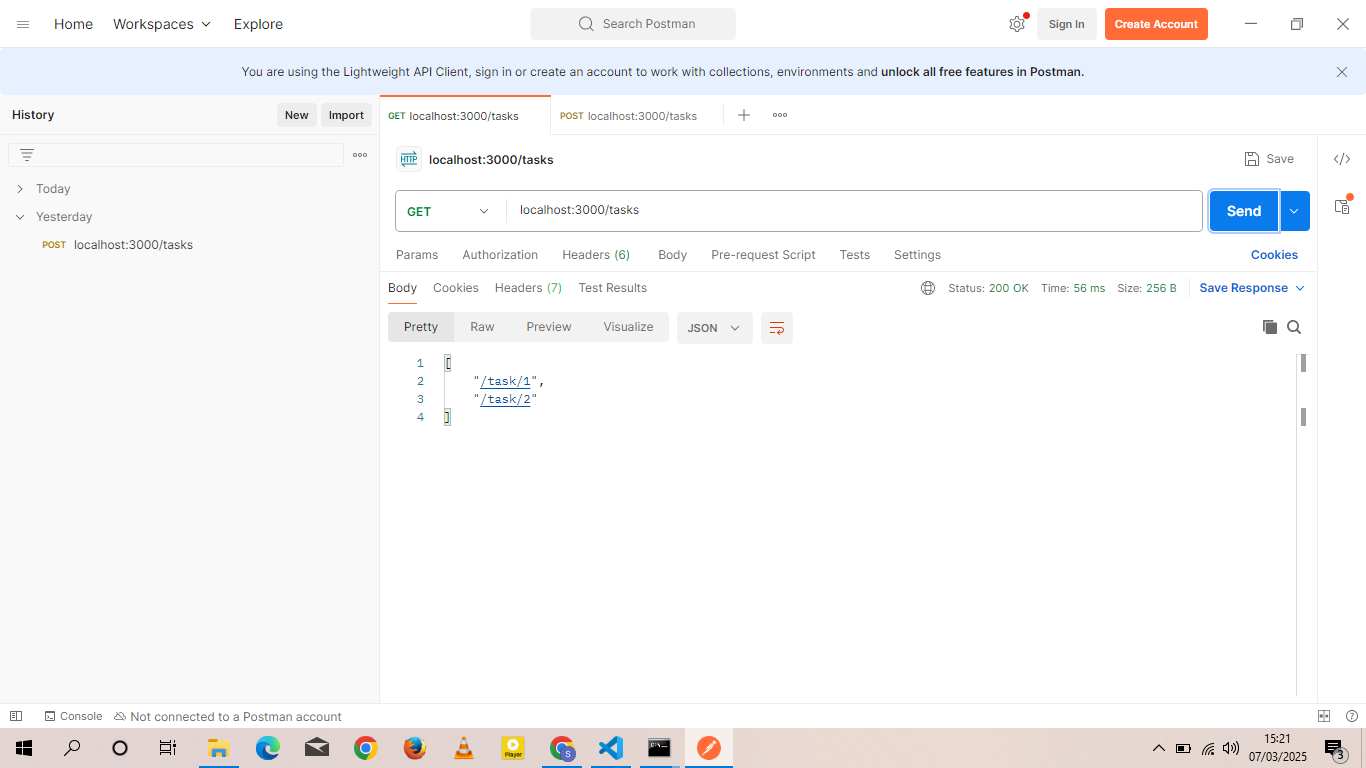 Home Workspaces Explore Search Postman Sign In Create Account
You are using the Lightweight API Client, sign in or create an account to work with collections, environments and unlock all free features in Postman.
History New Import
GET localhost:3000/tasks POST localhost:3000/tasks
HTTP localhost:3000/tasks Save
Today
Yesterday
POST localhost:3000/tasks
GET localhost:3000/tasks Send
Params Authorization Headers (6) Body Pre-request Script Tests Settings Cookies
Body Cookies Headers (7) Test Results Status: 200 OK Time: 56 ms Size: 256 B Save Response
Pretty Raw Preview Visualize JSON
1 [
2 "/task/1",
3 "/task/2"
4 ]
Console Not connected to a Postman account
Player
S
15:21
07/03/2025
3